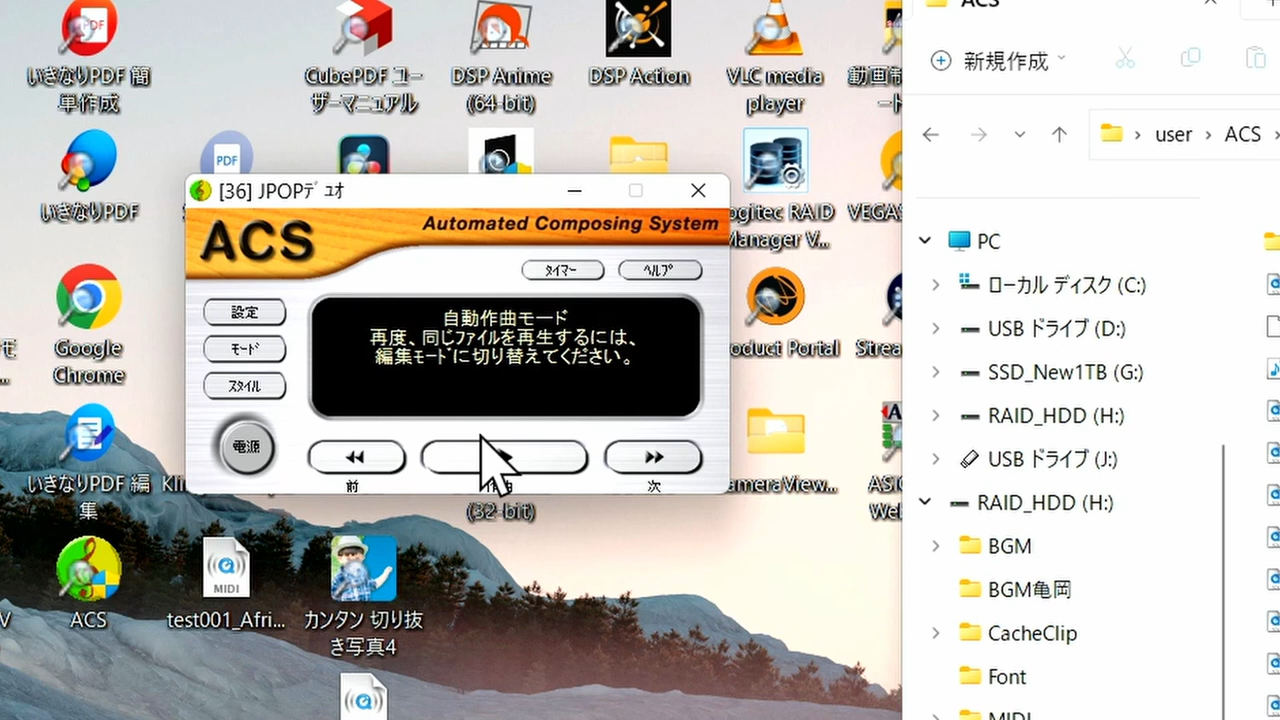 いきなりPDF 簡
単作成
CubePDF ユー
ザーマニュアル
DSP Anime
(64-bit)
DSP Action
VLC media
player
いきなりPDF
PDF
Manager V...
Google
Chrome
oduct Portal
いきなりPDF 編
集
ameraView...
(32-bit)
ACS
MIDI
test001_Afri...
カンタン 切り抜
き写真4
[36] JPOPﾃﾞｭｵ
ACS
Automated Composing System
ﾀｲﾏｰ
ﾍﾙﾌﾟ
設定
ﾓｰﾄﾞ
ｽﾀｲﾙ
電源
自動作曲モード
再度、同じﾌｧｲﾙを再生するには、
編集ﾓｰﾄﾞに切り替えてください。
前
次
ACS
新規作成
user
ACS
PC
ローカル ディスク (C:)
USB ドライブ (D:)
SSD_New1TB (G:)
RAID_HDD (H:)
USB ドライブ (J:)
RAID_HDD (H:)
BGM
BGM亀岡
CacheClip
Font
MIDI